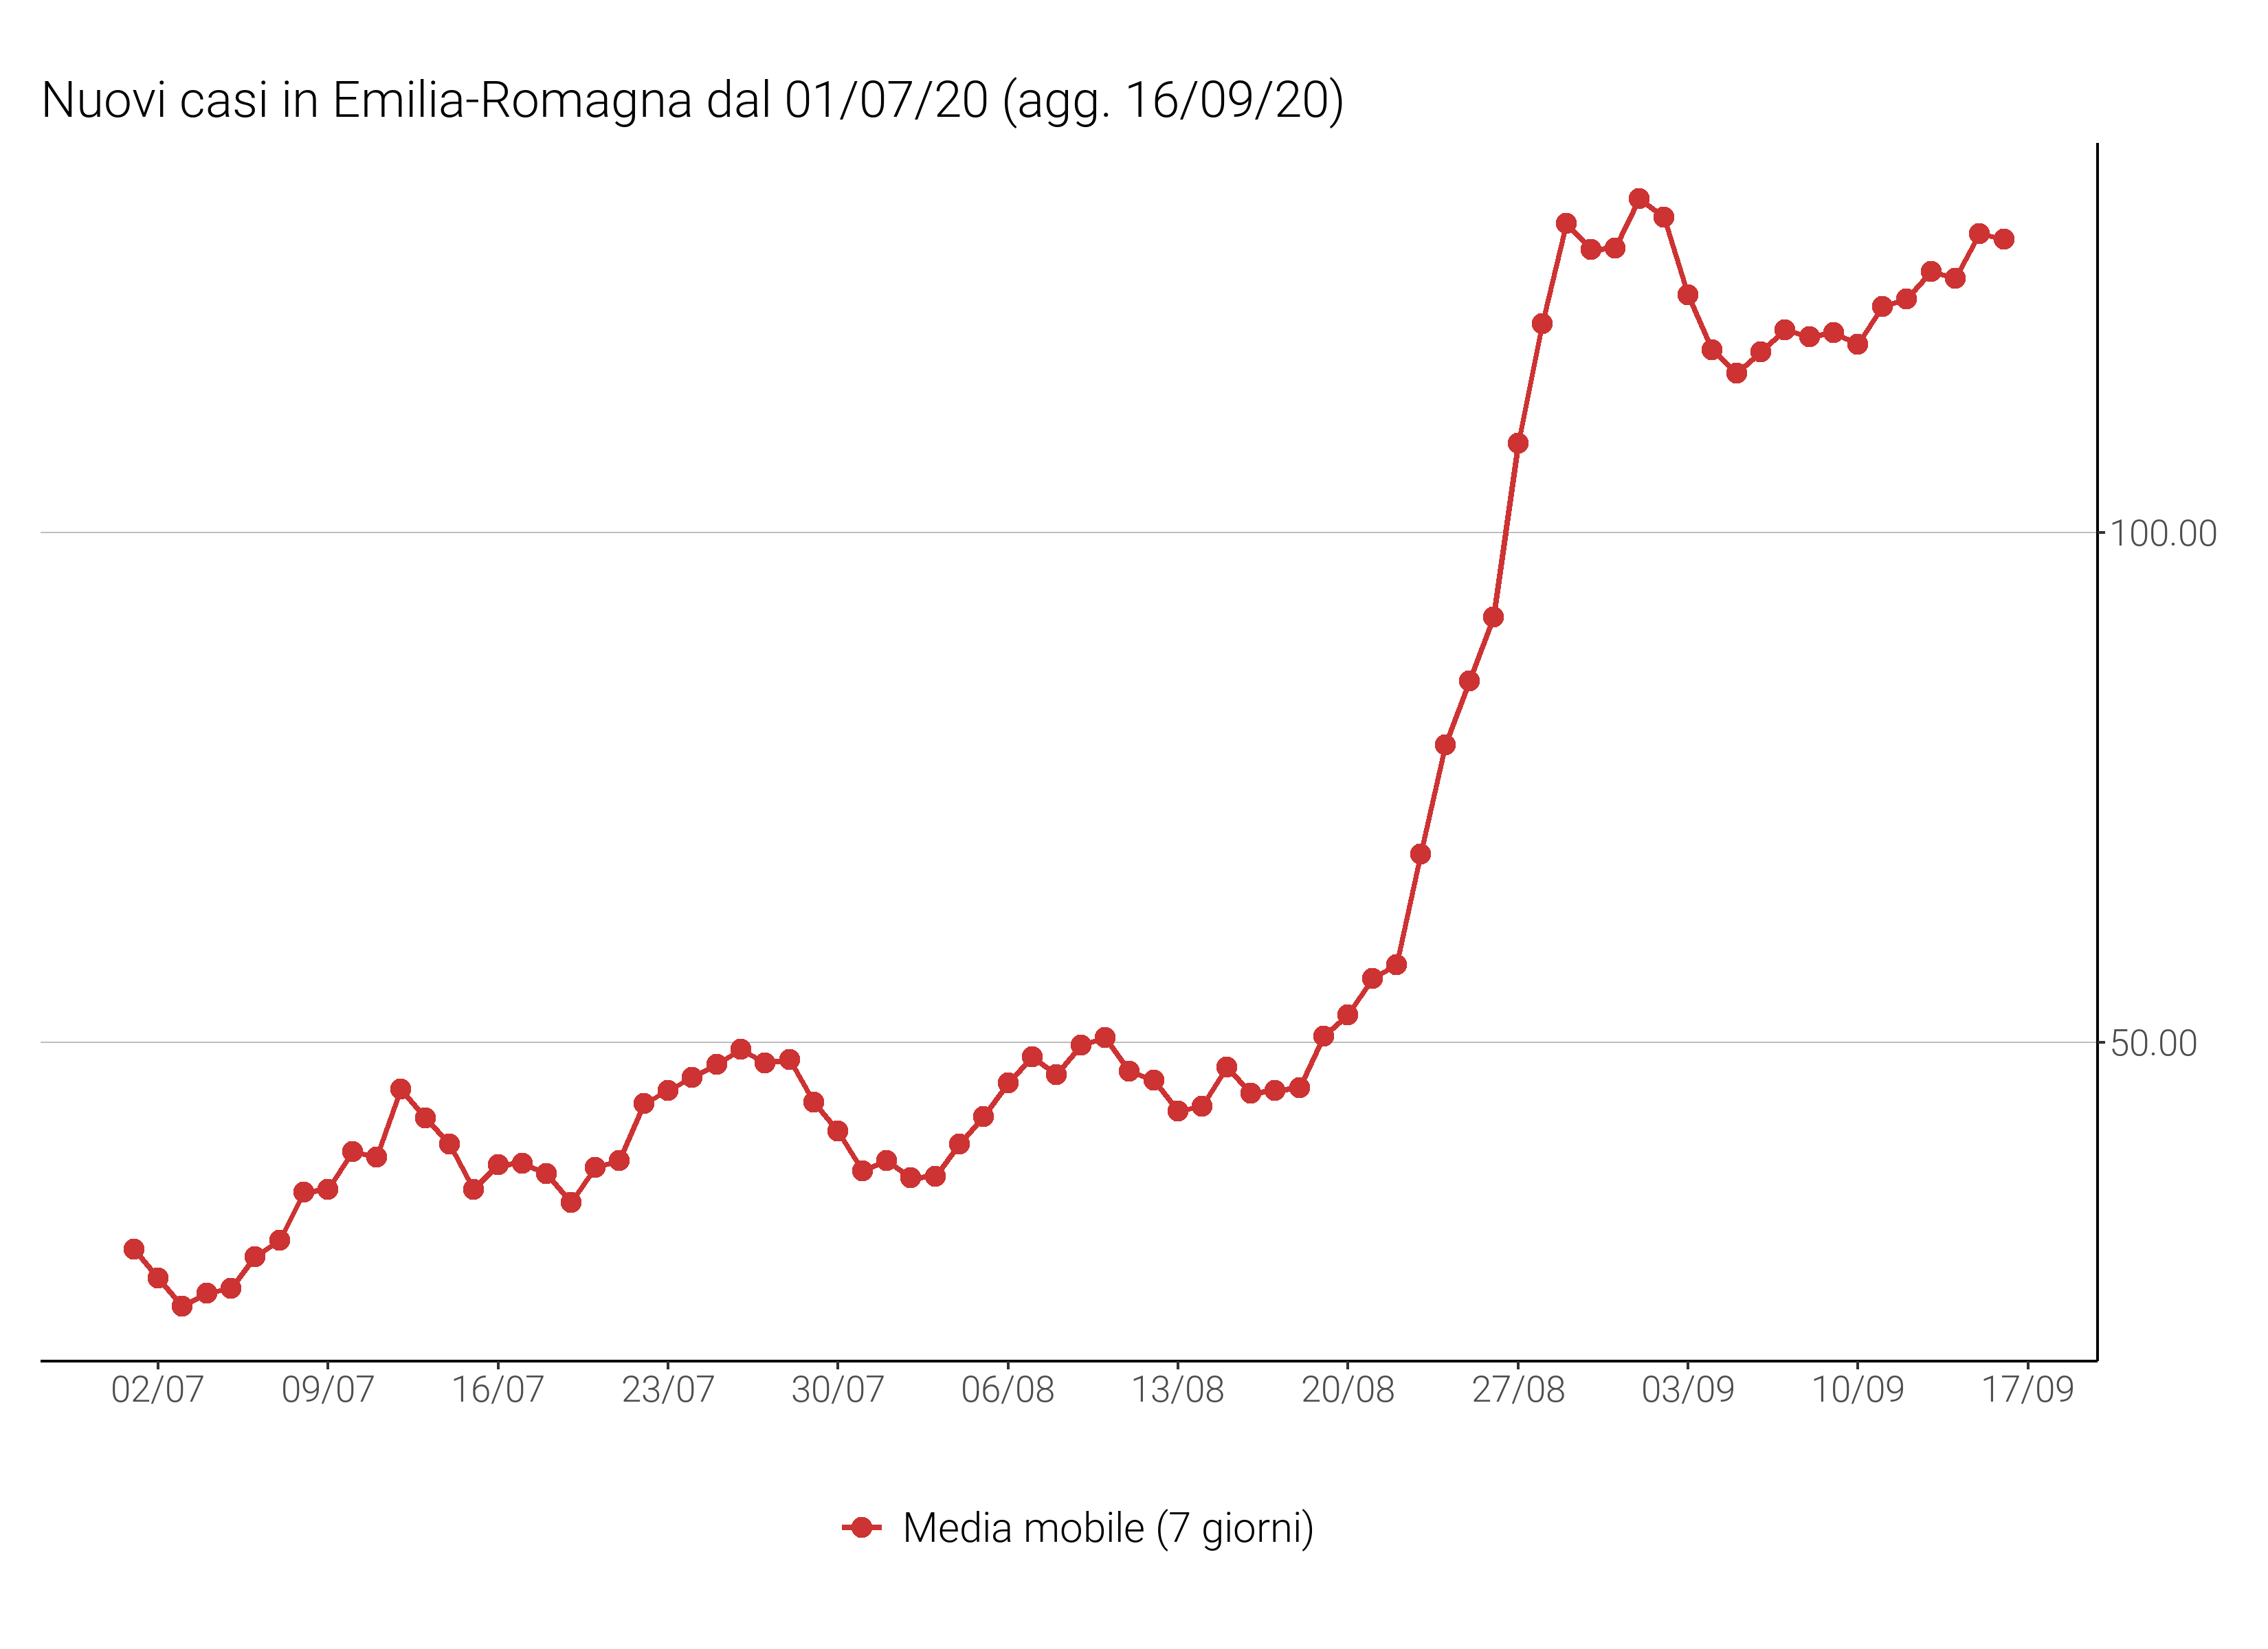 Nuovi casi in Emilia-Romagna dal 01/07/20 (agg. 16/09/20)
100.00
50.00
02/07 09/07 16/07 23/07 30/07 06/08 13/08 20/08 27/08 03/09 10/09 17/09
Media mobile (7 giorni)